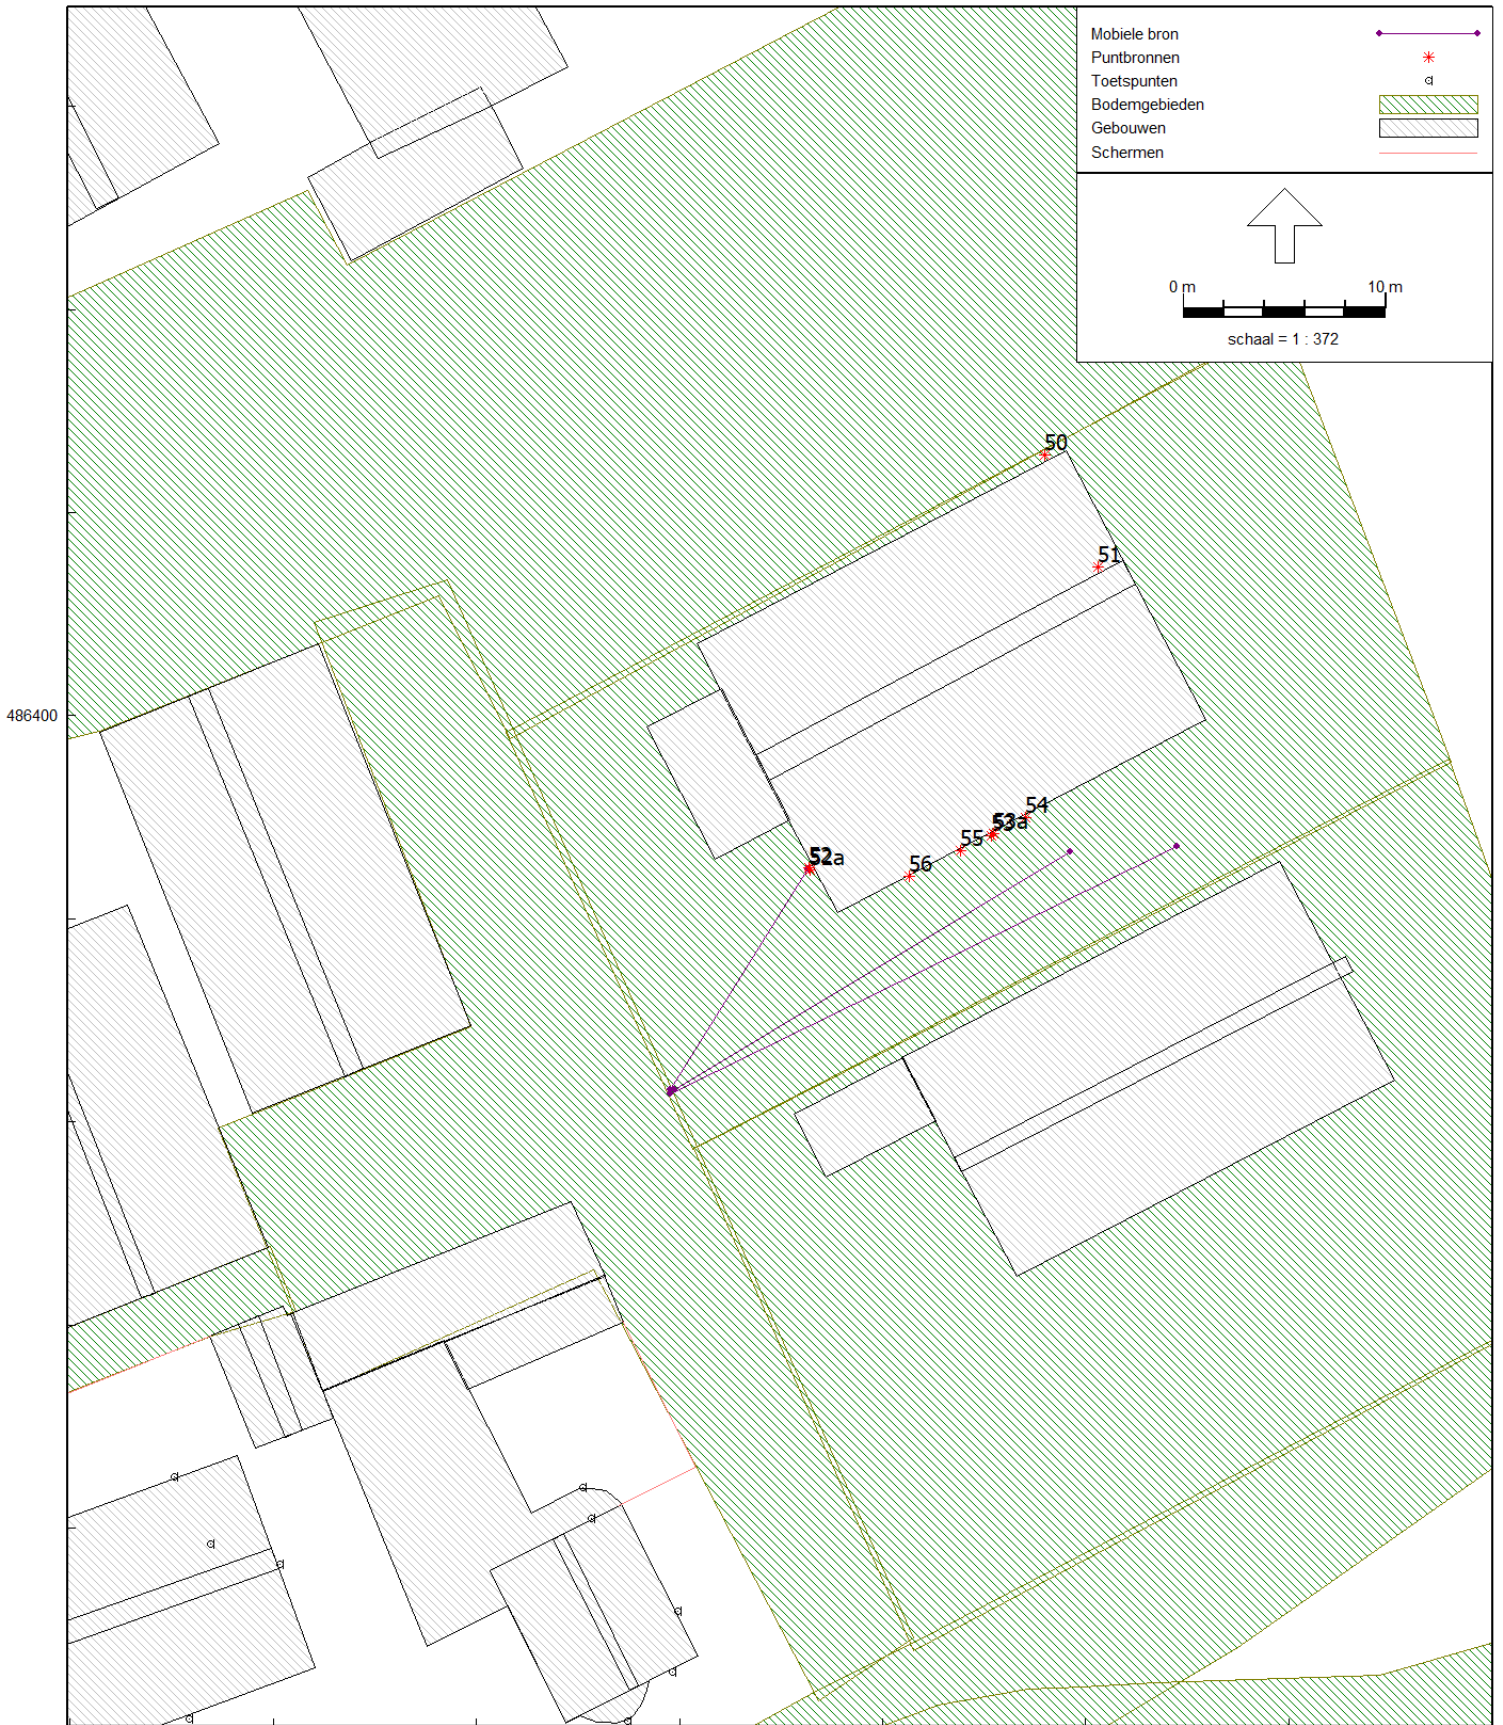 Mobiele bron
Puntbronnen
Toetspunten
Bodemgebieden
Gebouwen
Schermen
0 m 10 m
schaal = 1 : 372
50
51
486400
54
53a
55
52a
56